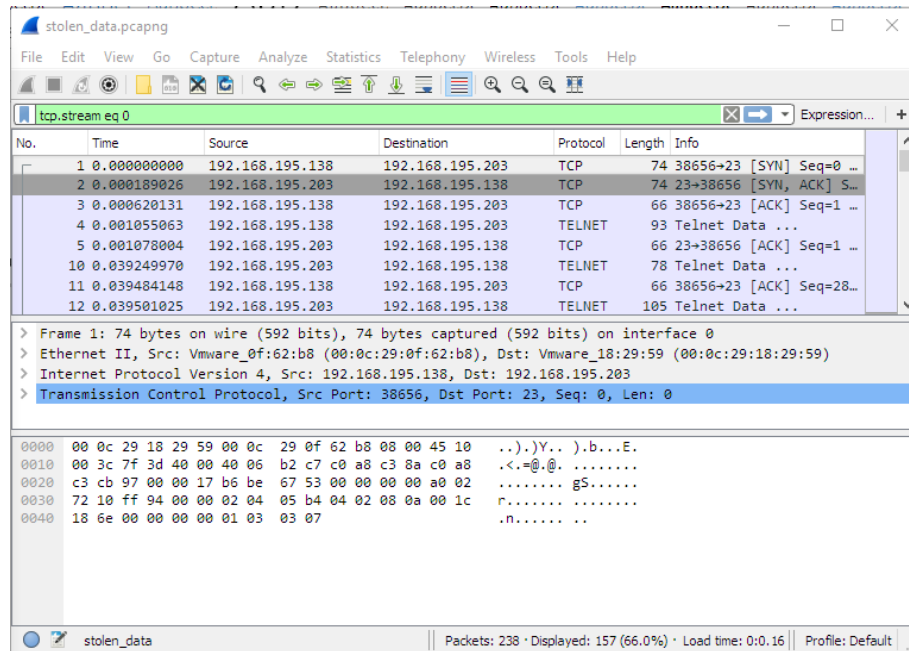 stolen_data.pcapng
File Edit View Go Capture Analyze Statistics Telephony Wireless Tools Help
tcp.stream eq 0 Expression... +
No. Time Source Destination Protocol Length Info
1 0.000000000 192.168.195.138 192.168.195.203 TCP 74 38656→23 [SYN] Seq=0 …
2 0.000189026 192.168.195.203 192.168.195.138 TCP 74 23→38656 [SYN, ACK] S…
3 0.000620131 192.168.195.138 192.168.195.203 TCP 66 38656→23 [ACK] Seq=1 …
4 0.001055063 192.168.195.138 192.168.195.203 TELNET 93 Telnet Data ...
5 0.001078004 192.168.195.203 192.168.195.138 TCP 66 23→38656 [ACK] Seq=1 …
10 0.039249970 192.168.195.203 192.168.195.138 TELNET 78 Telnet Data ...
11 0.039484148 192.168.195.138 192.168.195.203 TCP 66 38656→23 [ACK] Seq=28…
12 0.039501025 192.168.195.203 192.168.195.138 TELNET 105 Telnet Data ...
> Frame 1: 74 bytes on wire (592 bits), 74 bytes captured (592 bits) on interface 0
> Ethernet II, Src: Vmware_0f:62:b8 (00:0c:29:0f:62:b8), Dst: Vmware_18:29:59 (00:0c:29:18:29:59)
> Internet Protocol Version 4, Src: 192.168.195.138, Dst: 192.168.195.203
> Transmission Control Protocol, Src Port: 38656, Dst Port: 23, Seq: 0, Len: 0
0000 00 0c 29 18 29 59 00 0c 29 0f 62 b8 08 00 45 10 ..).)Y.. ).b...E.
0010 00 3c 7f 3d 40 00 40 06 b2 c7 c0 a8 c3 8a c0 a8 .<.=@.@. ........
0020 c3 cb 97 00 00 17 b6 be 67 53 00 00 00 00 a0 02 ........ gS......
0030 72 10 ff 94 00 00 02 04 05 b4 04 02 08 0a 00 1c r....... ........
0040 18 6e 00 00 00 00 01 03 03 07 .n...... ..
stolen_data Packets: 238 · Displayed: 157 (66.0%) · Load time: 0:0.16 Profile: Default